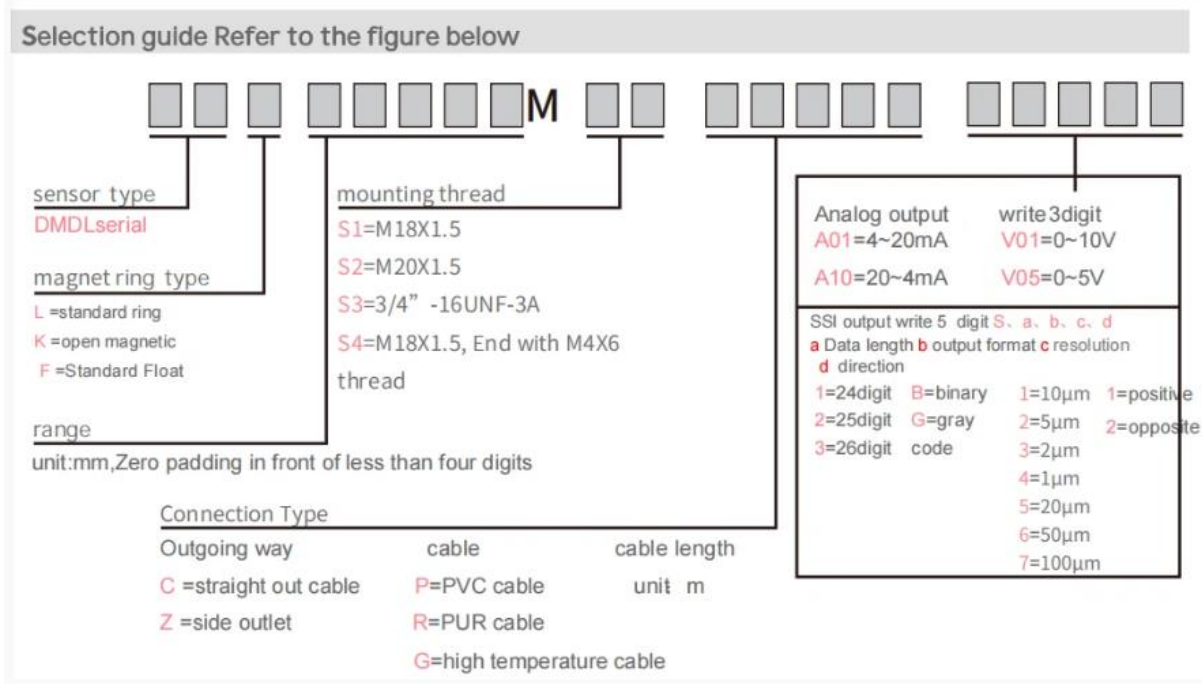 Selection guide Refer to the figure below
M
sensor type
DMDLserial
magnet ring type
L =standard ring
K =open magnetic
F =Standard Float
range
unit:mm,Zero padding in front of less than four digits
mounting thread
S1=M18X1.5
S2=M20X1.5
S3=3/4” -16UNF-3A
S4=M18X1.5, End with M4X6
thread
Connection Type
Outgoing way cable cable length
C =straight out cable P=PVC cable unit m
Z =side outlet R=PUR cable
G=high temperature cable
Analog output write3digit
A01=4~20mA V01=0~10V
A10=20~4mA V05=0~5V
SSI output write 5 digit S、a、b、c、d
a Data length b output format c resolution
d direction
1=24digit B=binary 1=10μm 1=positive
2=25digit G=gray 2=5μm 2=opposite
3=26digit code 3=2μm
4=1μm
5=20μm
6=50μm
7=100μm